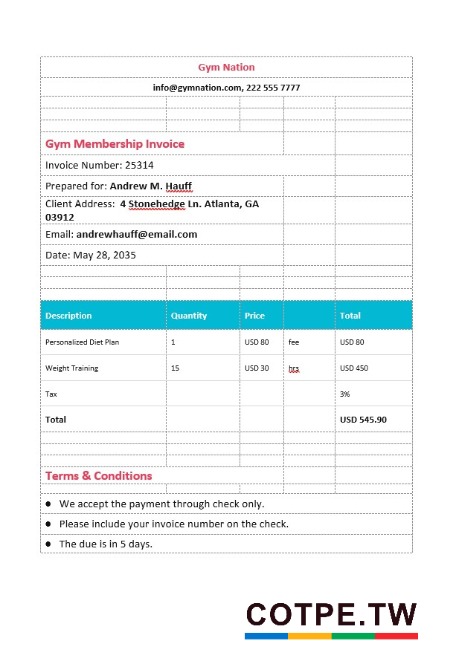 Gym Nation
info@gymnation.com, 222 555 7777
Gym Membership Invoice
Invoice Number: 25314
Prepared for: Andrew M. Hauff
Client Address: 4 Stonehedge Ln. Atlanta, GA
03912
Email: andrewhauff@email.com
Date: May 28, 2035
Description Quantity Price Total
Personalized Diet Plan 1 USD 80 fee USD 80
Weight Training 15 USD 30 hrs USD 450
Tax 3%
Total USD 545.90
Terms & Conditions
● We accept the payment through check only.
● Please include your invoice number on the check.
● The due is in 5 days.
COTPE.TW